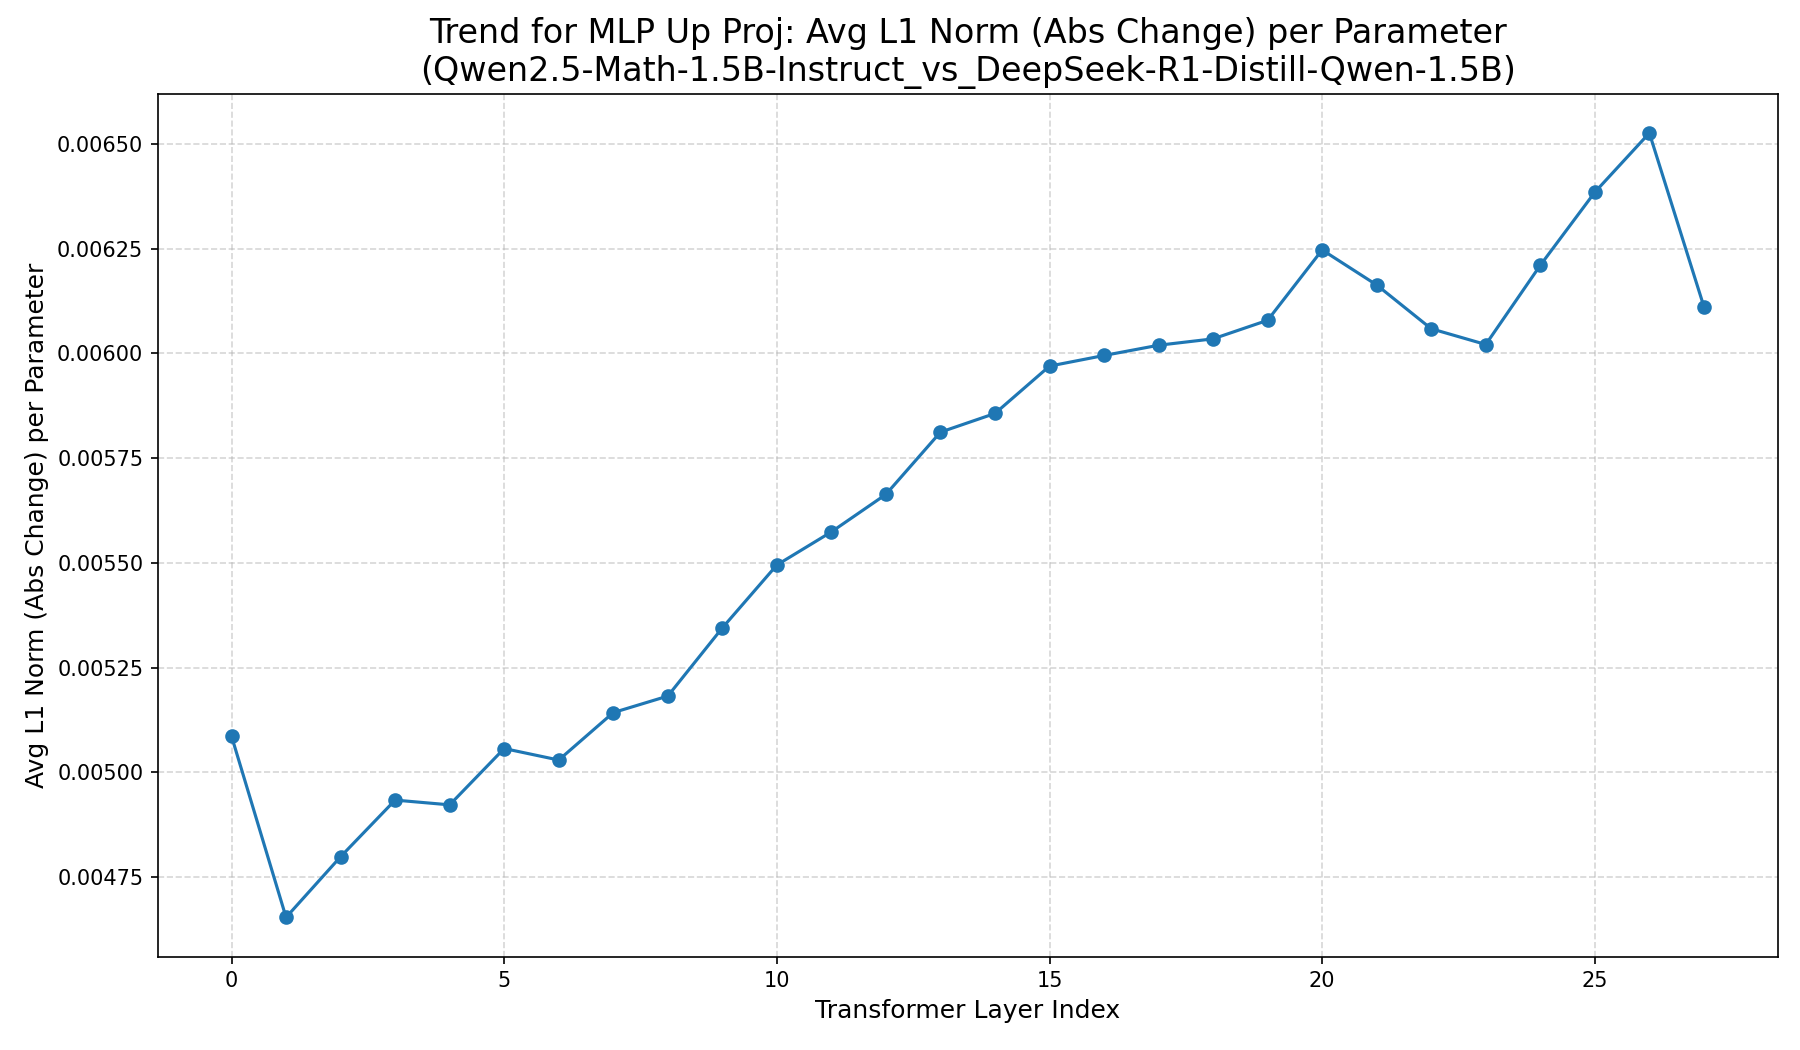 Trend for MLP Up Proj: Avg L1 Norm (Abs Change) per Parameter
(Qwen2.5-Math-1.5B-Instruct_vs_DeepSeek-R1-Distill-Qwen-1.5B)
Avg L1 Norm (Abs Change) per Parameter
0.00650
0.00625
0.00600
0.00575
0.00550
0.00525
0.00500
0.00475
0 5 10 15 20 25
Transformer Layer Index